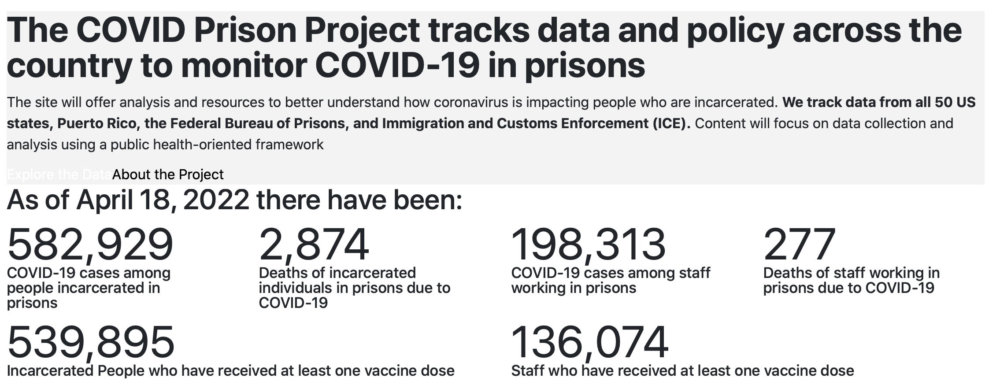 The COVID Prison Project tracks data and policy across the
country to monitor COVID-19 in prisons
The site will offer analysis and resources to better understand how coronavirus is impacting people who are incarcerated. We track data from all 50 US
states, Puerto Rico, the Federal Bureau of Prisons, and Immigration and Customs Enforcement (ICE). Content will focus on data collection and
analysis using a public health-oriented framework
Explore the DataAbout the Project
As of April 18, 2022 there have been:
582,929
COVID-19 cases among
people incarcerated in
prisons
2,874
Deaths of incarcerated
individuals in prisons due to
COVID-19
198,313
COVID-19 cases among staff
working in prisons
277
Deaths of staff working in
prisons due to COVID-19
539,895
Incarcerated People who have received at least one vaccine dose
136,074
Staff who have received at least one vaccine dose